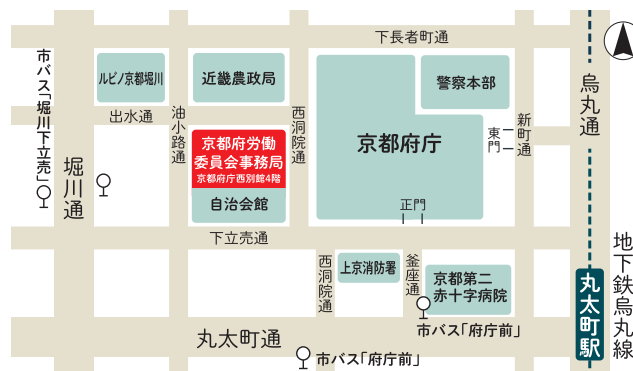 下長者町通
市バス「堀川下立売」
ルビノ京都堀川
近畿農政局
警察本部
烏丸通
出水通
油小路通
西洞院通
新町通
東門
京都府庁
京都府労働
委員会事務局
京都府庁西別館4階
堀川通
自治会館
正門
下立売通
地下鉄烏丸線
西洞院通
上京消防署
釜座通
京都第二
赤十字病院
丸太町駅
丸太町通
市バス「府庁前」
市バス「府庁前」